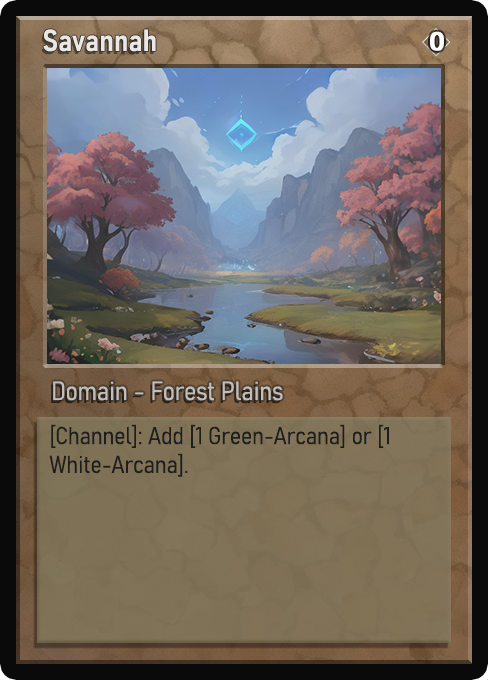 Savannah
0
Domain - Forest Plains
[Channel]: Add [1 Green-Arcana] or [1
White-Arcana].